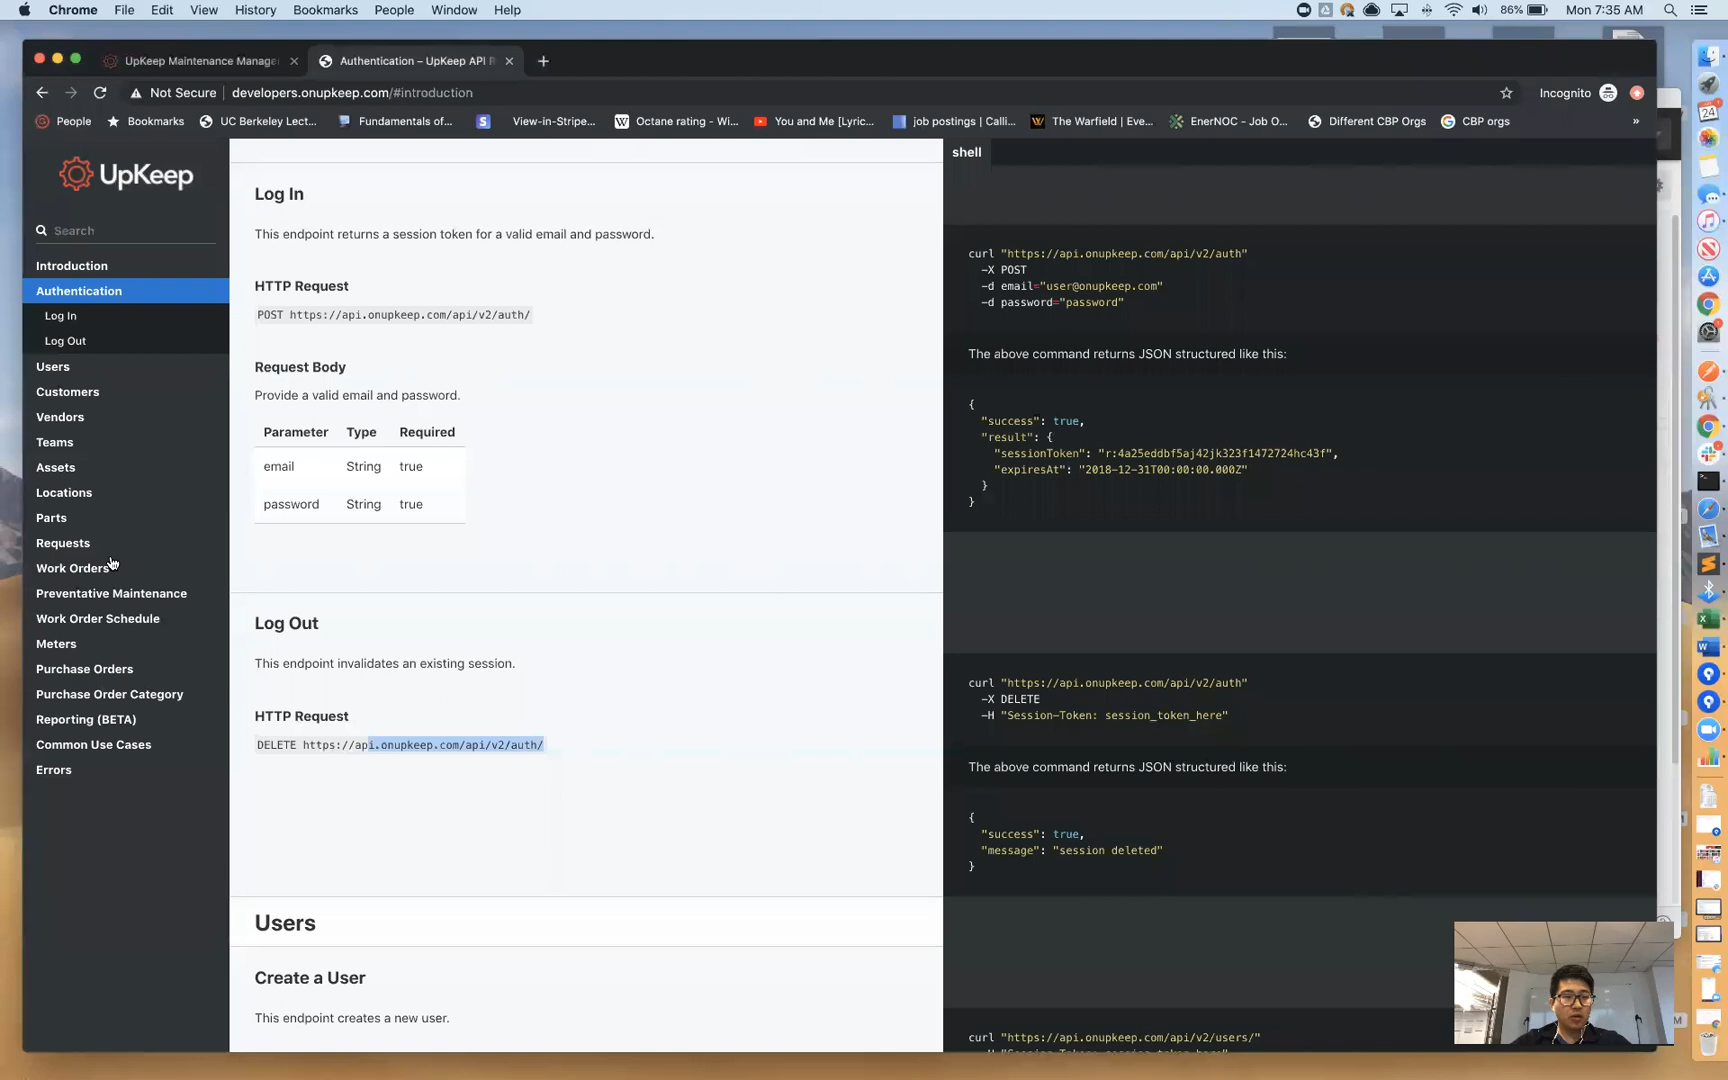 Chrome File Edit View History Bookmarks People Window Help 86% Mon 7:35 AM
UpKeep Maintenance Manage Authentication – UpKeep API R
Not Secure developers.onupkeep.com/#introduction Incognito
People Bookmarks UC Berkeley Lect... Fundamentals of... View-in-Stripe... Octane rating - Wi... You and Me [Lyric... job postings | Calli... The Warfield | Eve... EnerNOC - Job O... Different CBP Orgs CBP orgs »
UpKeep
Search
Introduction
Authentication
Log In
Log Out
Users
Customers
Vendors
Teams
Assets
Locations
Parts
Requests
Work Orders
Preventative Maintenance
Work Order Schedule
Meters
Purchase Orders
Purchase Order Category
Reporting (BETA)
Common Use Cases
Errors
Log In
This endpoint returns a session token for a valid email and password.
HTTP Request
POST https://api.onupkeep.com/api/v2/auth/
Request Body
Provide a valid email and password.
Parameter Type Required
email String true
password String true
Log Out
This endpoint invalidates an existing session.
HTTP Request
DELETE https://api.onupkeep.com/api/v2/auth/
Users
Create a User
This endpoint creates a new user.
shell
curl "https://api.onupkeep.com/api/v2/auth"
-X POST
-d email="user@onupkeep.com"
-d password="password"
The above command returns JSON structured like this:
{
"success": true,
"result": {
"sessionToken": "r:4a25eddbf5aj42jk323f1472724hc43f",
"expiresAt": "2018-12-31T00:00:00.000Z"
}
}
curl "https://api.onupkeep.com/api/v2/auth"
-X DELETE
-H "Session-Token: session_token_here"
The above command returns JSON structured like this:
{
"success": true,
"message": "session deleted"
}
curl "https://api.onupkeep.com/api/v2/users/"